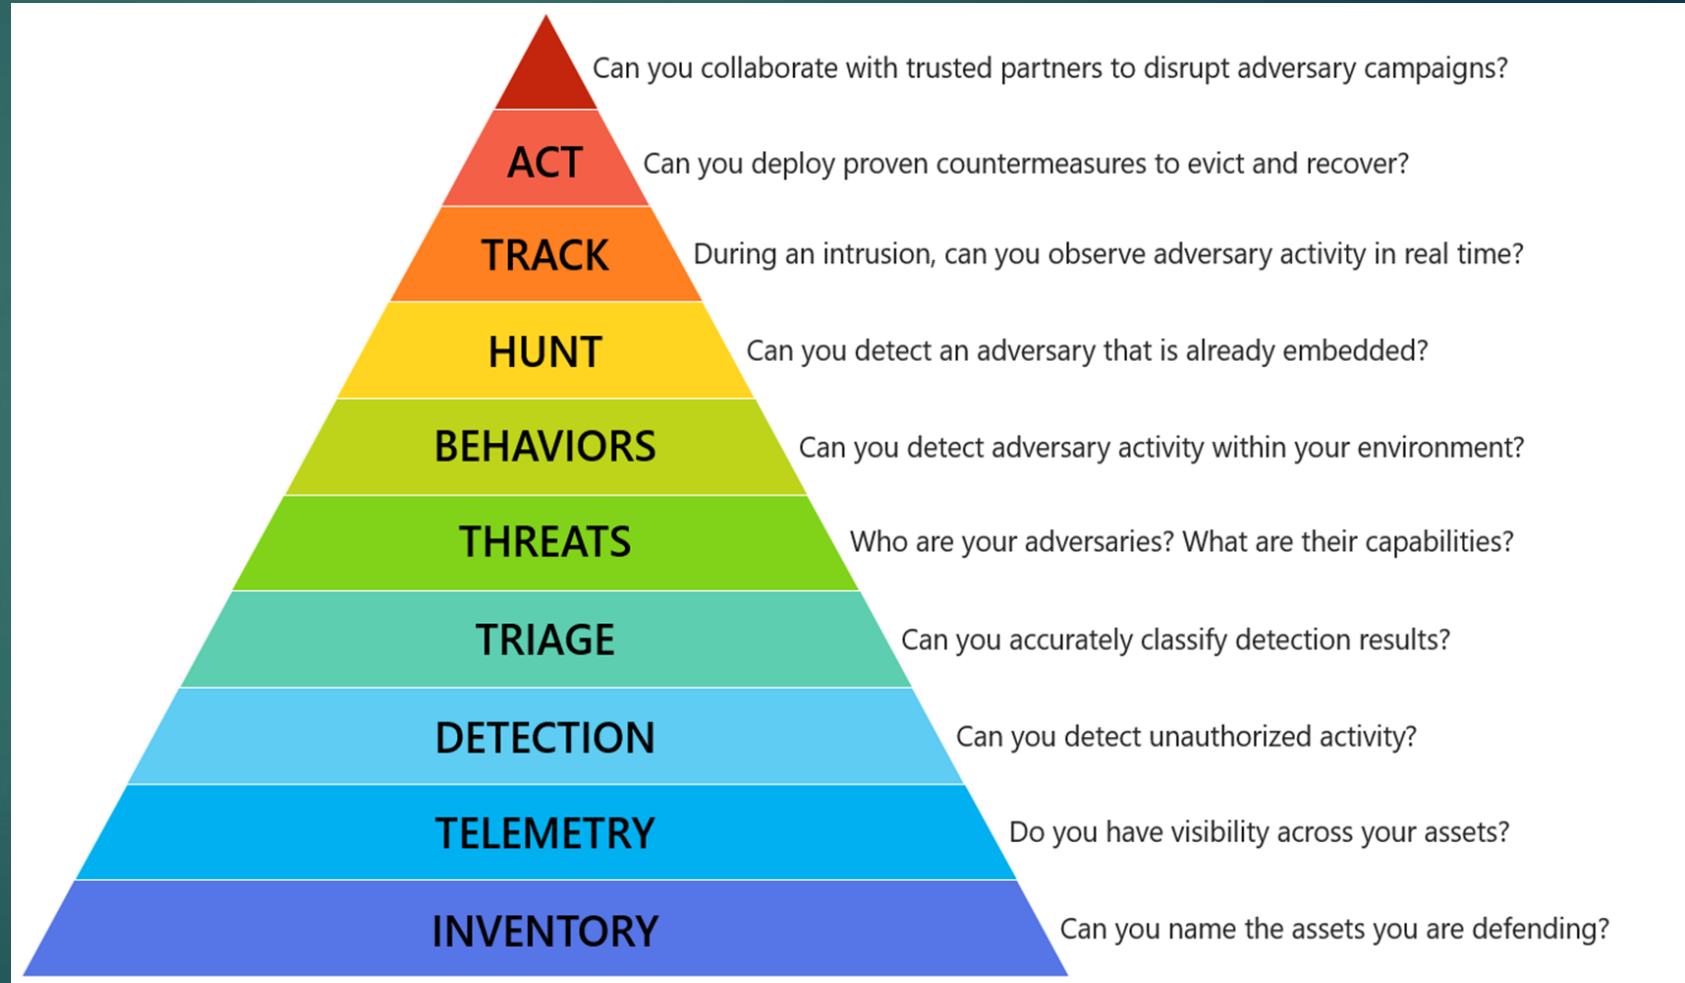 Can you collaborate with trusted partners to disrupt adversary campaigns?
ACT Can you deploy proven countermeasures to evict and recover?
TRACK During an intrusion, can you observe adversary activity in real time?
HUNT Can you detect an adversary that is already embedded?
BEHAVIORS Can you detect adversary activity within your environment?
THREATS Who are your adversaries? What are their capabilities?
TRIAGE Can you accurately classify detection results?
DETECTION Can you detect unauthorized activity?
TELEMETRY Do you have visibility across your assets?
INVENTORY Can you name the assets you are defending?